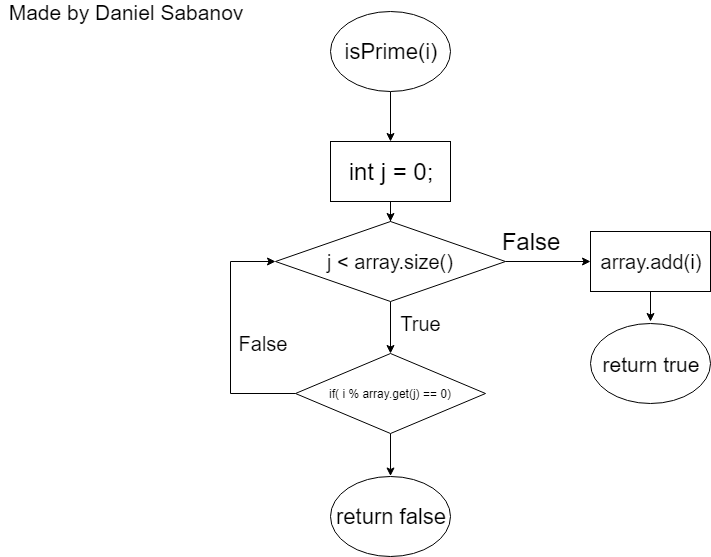 Made by Daniel Sabanov
isPrime(i)
int j = 0;
j < array.size()
False
array.add(i)
True
return true
False
if( i % array.get(j) == 0)
return false